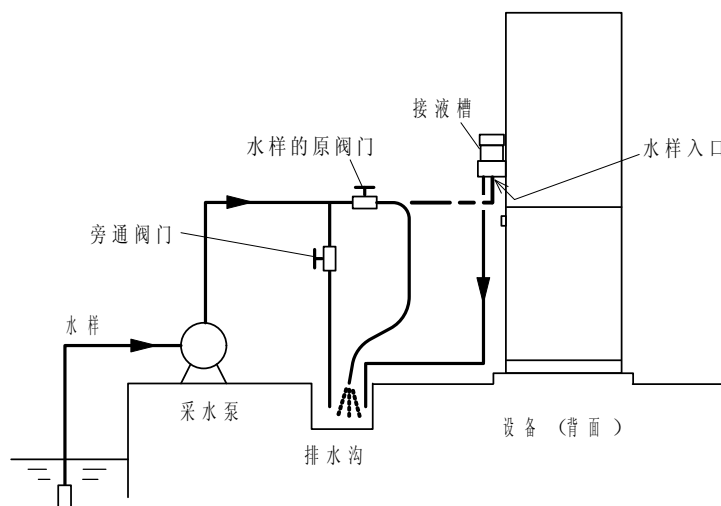 接液槽
水样的原阀门
水样入口
旁通阀门
水样
采水泵
排水沟
设备(背面)